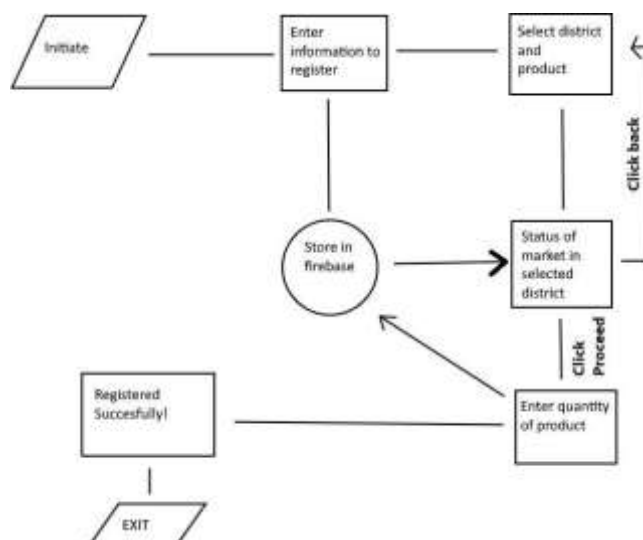 Initiate
Enter
information to
register
Select district
and
product
Click back
Store in
firebase
Status of
market in
selected
district
Click
Proceed
Registered
Succesfully!
Enter quantity
of product
EXIT